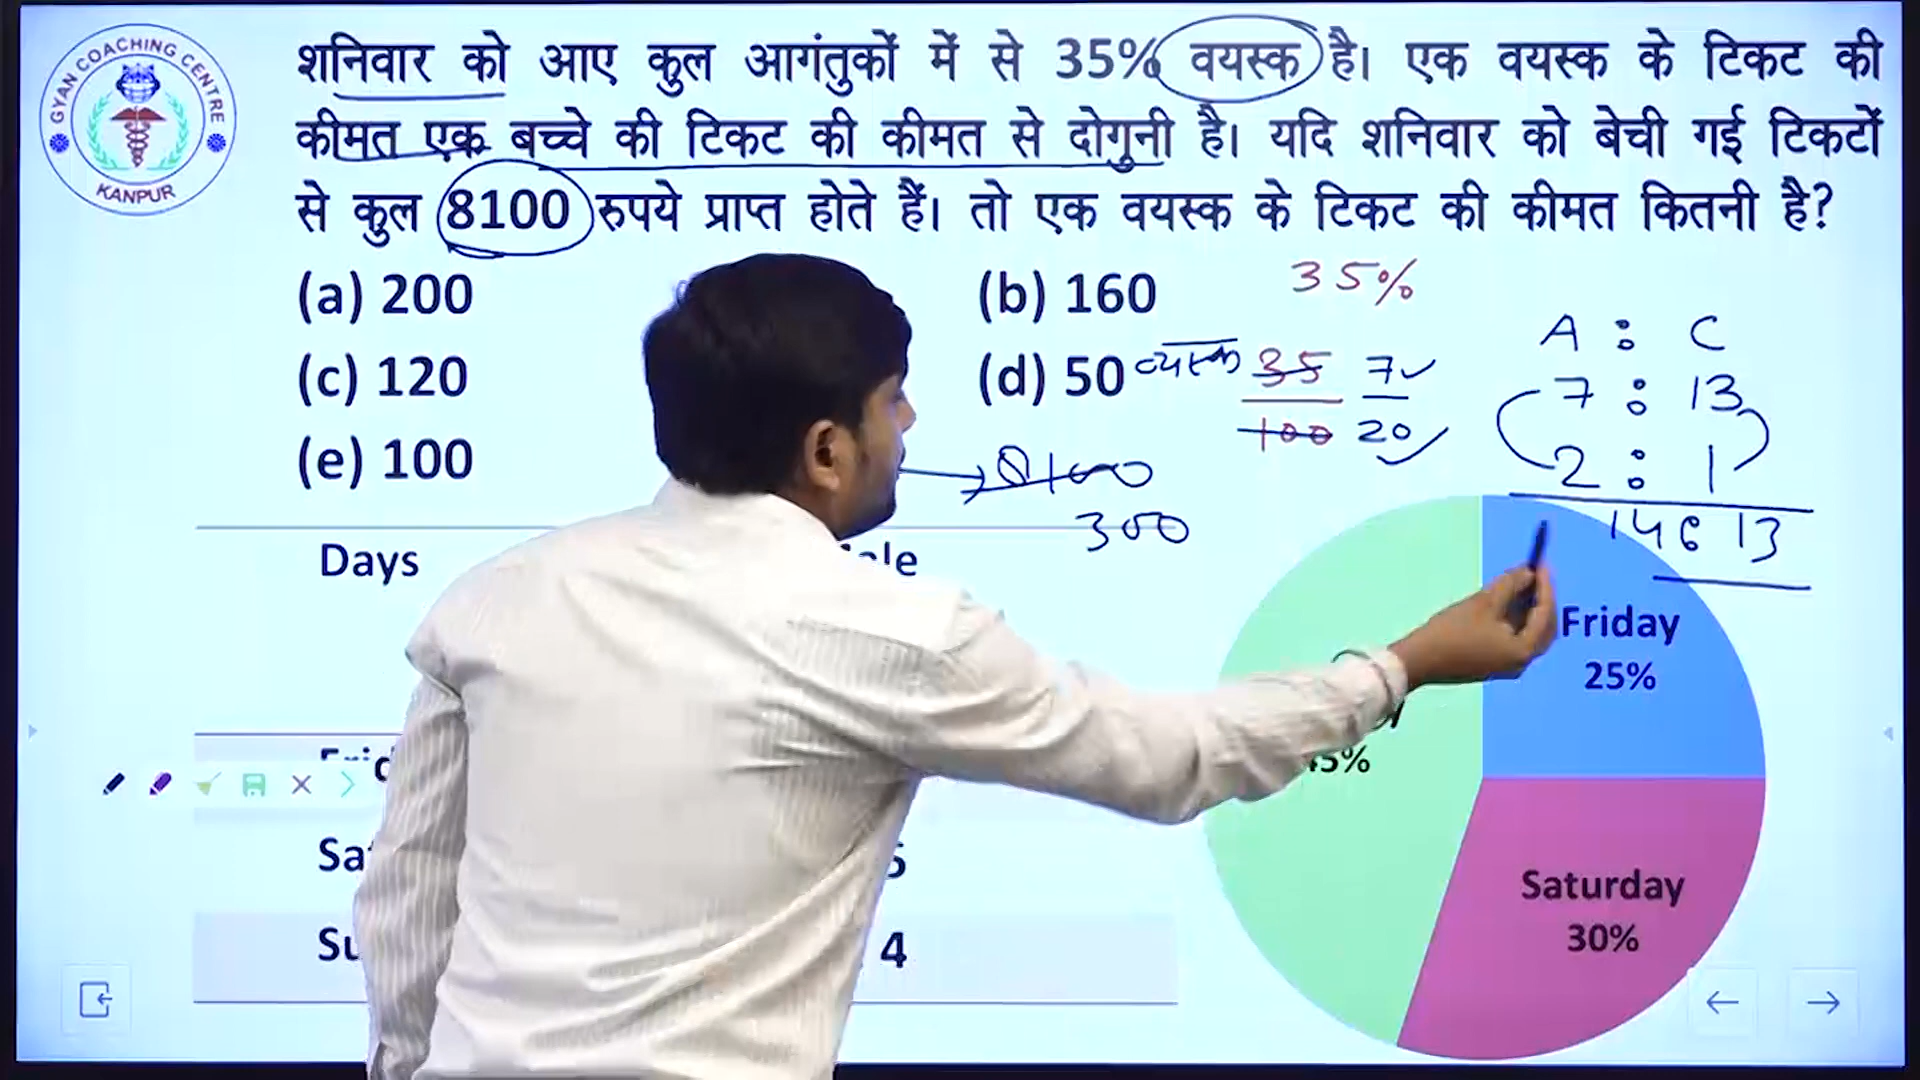 GYAN COACHING CENTRE
KANPUR
शनिवार को आए कुल आगंतुकों में से 35% वयस्क है। एक वयस्क के टिकट की
कीमत एक बच्चे की टिकट की कीमत से दोगुनी है। यदि शनिवार को बेची गई टिकटों
से कुल 8100 रुपये प्राप्त होते हैं। तो एक वयस्क के टिकट की कीमत कितनी है?
(a) 200
(b) 160
(c) 120
(d) 50
(e) 100
35%
वयस्क 35 7
100 20
A : C
7 : 13
2 : 1
14 : 13
8100
300
Days
4
Friday
25%
Saturday
30%